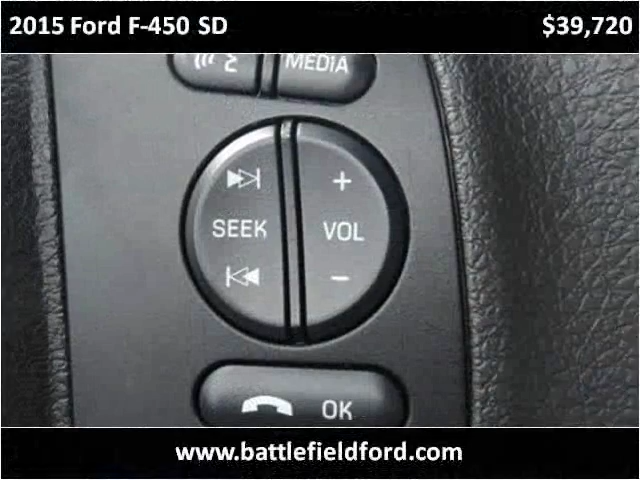 2015 Ford F-450 SD $39,720
MEDIA
+
SEEK VOL
-
OK
www.battlefieldford.com